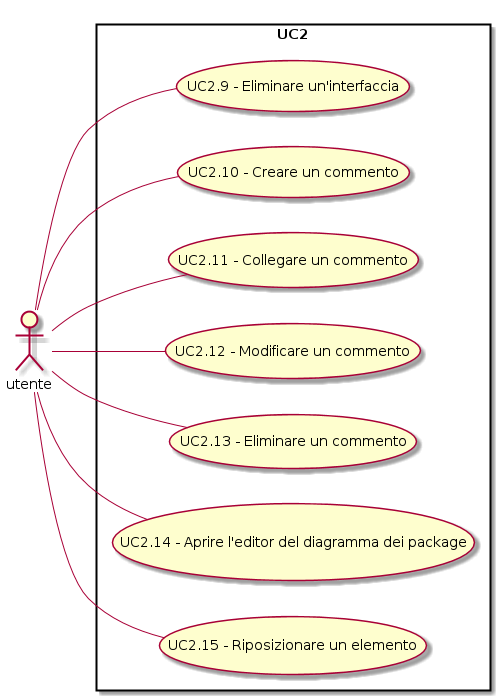 UC2
UC2.9 - Eliminare un'interfaccia
UC2.10 - Creare un commento
UC2.11 - Collegare un commento
UC2.12 - Modificare un commento
utente
UC2.13 - Eliminare un commento
UC2.14 - Aprire l'editor del diagramma dei package
UC2.15 - Riposizionare un elemento